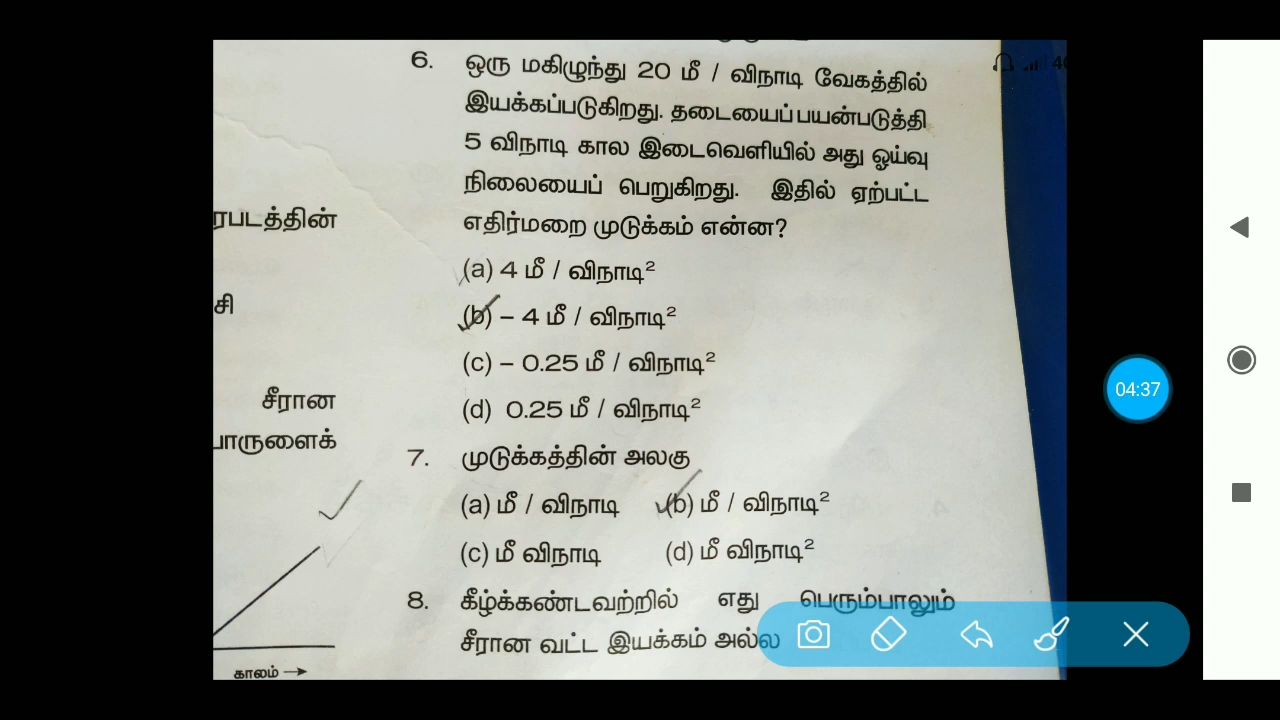 6. ஒரு மகிழுந்து 20 மீ / விநாடி வேகத்தில்
இயக்கப்படுகிறது. தடையைப் பயன்படுத்தி
5 விநாடி கால இடைவெளியில் அது ஓய்வு
நிலையைப் பெறுகிறது. இதில் ஏற்பட்ட
எதிர்மறை முடுக்கம் என்ன?
(a) 4 மீ / விநாடி²
(b) – 4 மீ / விநாடி²
(c) – 0.25 மீ / விநாடி²
(d) 0.25 மீ / விநாடி²
7. முடுக்கத்தின் அலகு
(a) மீ / விநாடி (b) மீ / விநாடி²
(c) மீ விநாடி (d) மீ விநாடி²
8. கீழ்க்கண்டவற்றில் எது பெரும்பாலும்
சீரான வட்ட இயக்கம் அல்ல
ரபடத்தின்
சி
சீரான
பாருளைக்
காலம் →
04:37